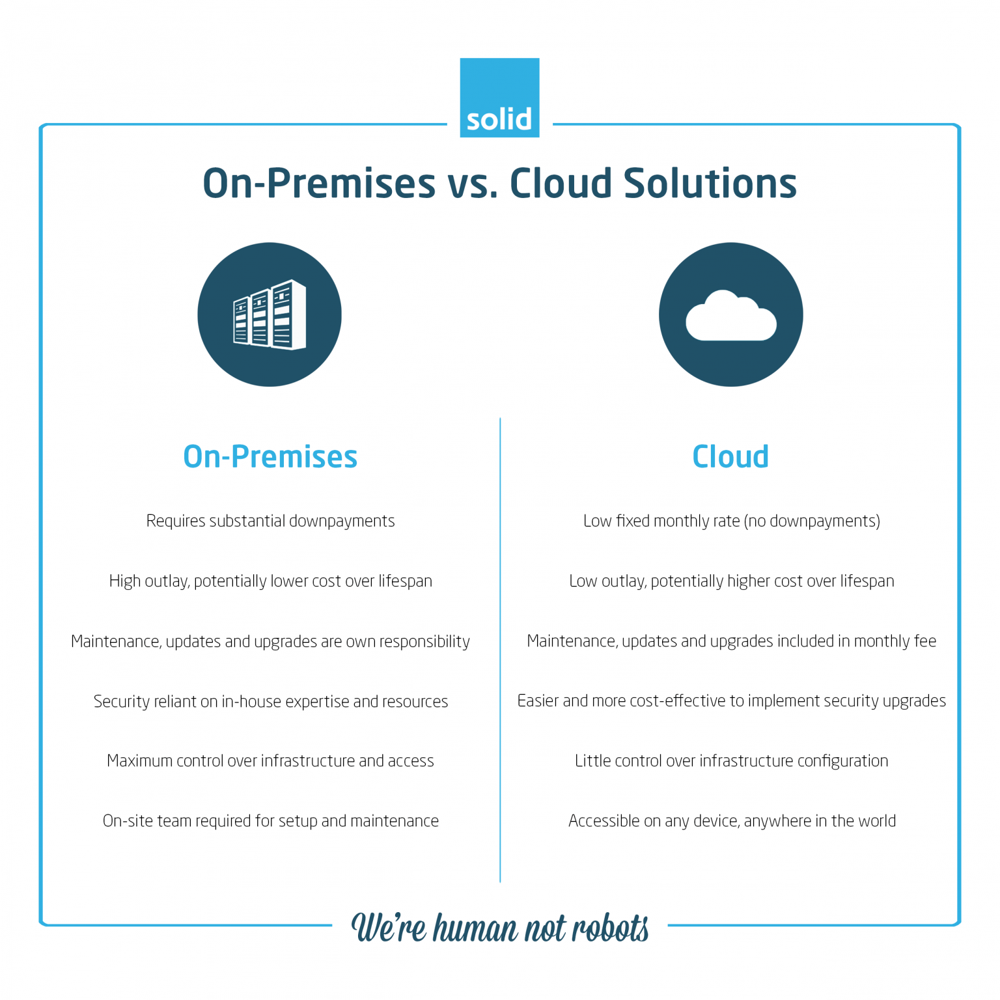 solid
On-Premises vs. Cloud Solutions
On-Premises
Requires substantial downpayments
High outlay, potentially lower cost over lifespan
Maintenance, updates and upgrades are own responsibility
Security reliant on in-house expertise and resources
Maximum control over infrastructure and access
On-site team required for setup and maintenance
Cloud
Low fixed monthly rate (no downpayments)
Low outlay, potentially higher cost over lifespan
Maintenance, updates and upgrades included in monthly fee
Easier and more cost-effective to implement security upgrades
Little control over infrastructure configuration
Accessible on any device, anywhere in the world
We're human not robots